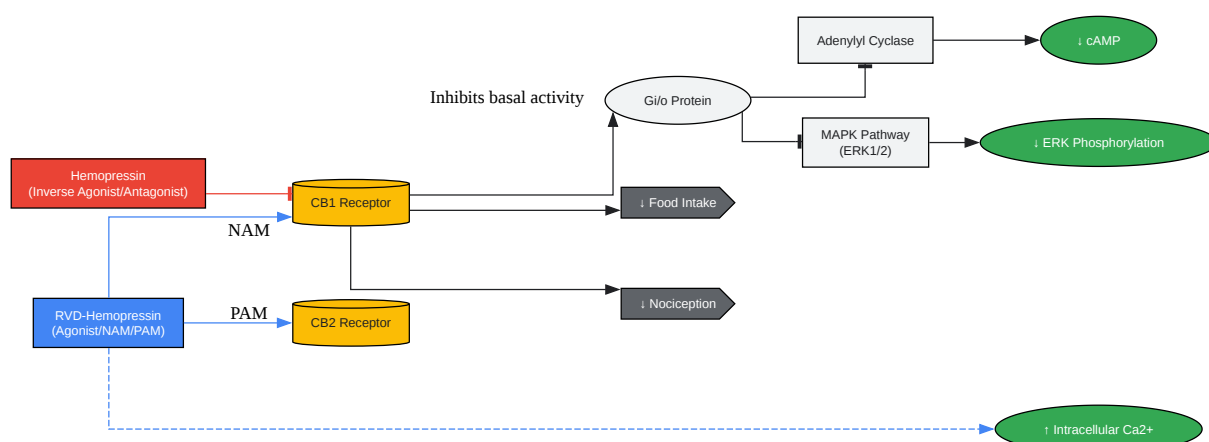 Adenylyl Cyclase
↓ cAMP
Inhibits basal activity
Gi/o Protein
MAPK Pathway
(ERK1/2)
↓ ERK Phosphorylation
Hemopressin
(Inverse Agonist/Antagonist)
CB1 Receptor
↓ Food Intake
NAM
↓ Nociception
RVD-Hemopressin
(Agonist/NAM/PAM)
PAM
CB2 Receptor
↑ Intracellular Ca2+